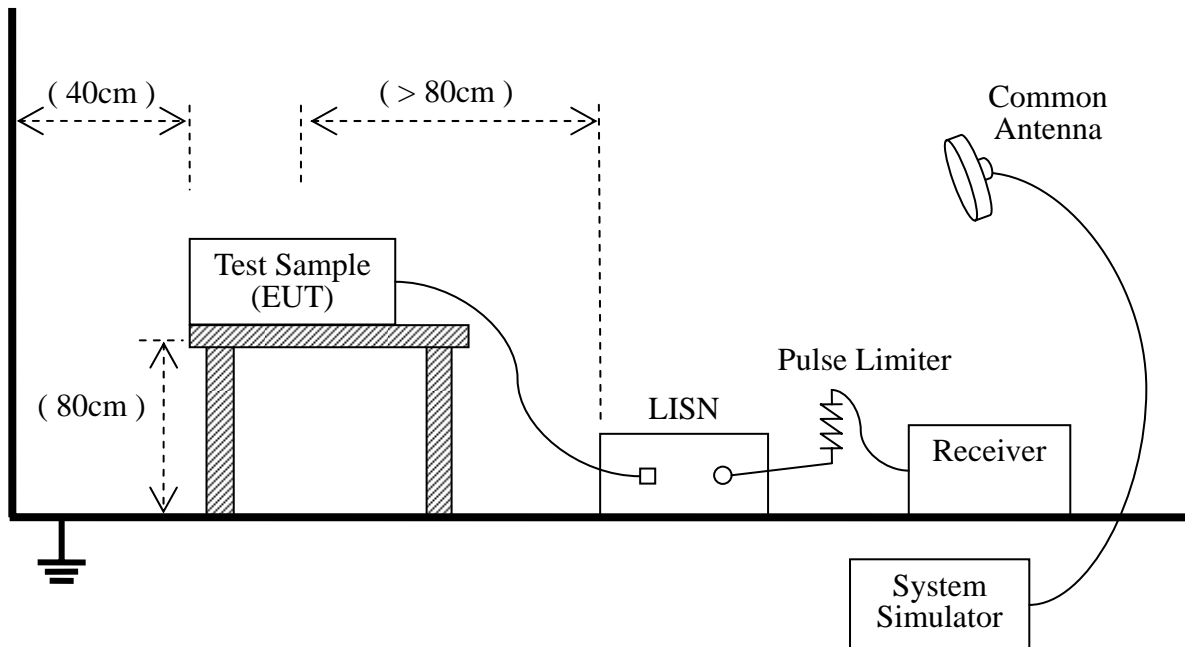 ( 40cm )
( > 80cm )
Common
Antenna
Test Sample
(EUT)
( 80cm )
Pulse Limiter
LISN
Receiver
System
Simulator